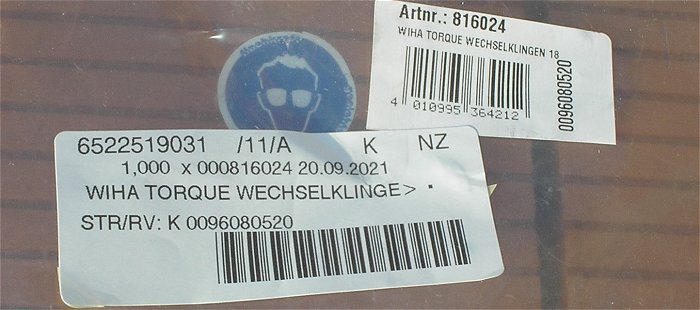 Artnr.: 816024
WIHA TORQUE WECHSELKLINGEN 18
4 010995 364212
0096080520
6522519031 /11/A K NZ
1,000 x 000816024 20.09.2021
WIHA TORQUE WECHSELKLINGE>
STR/RV: K 0096080520